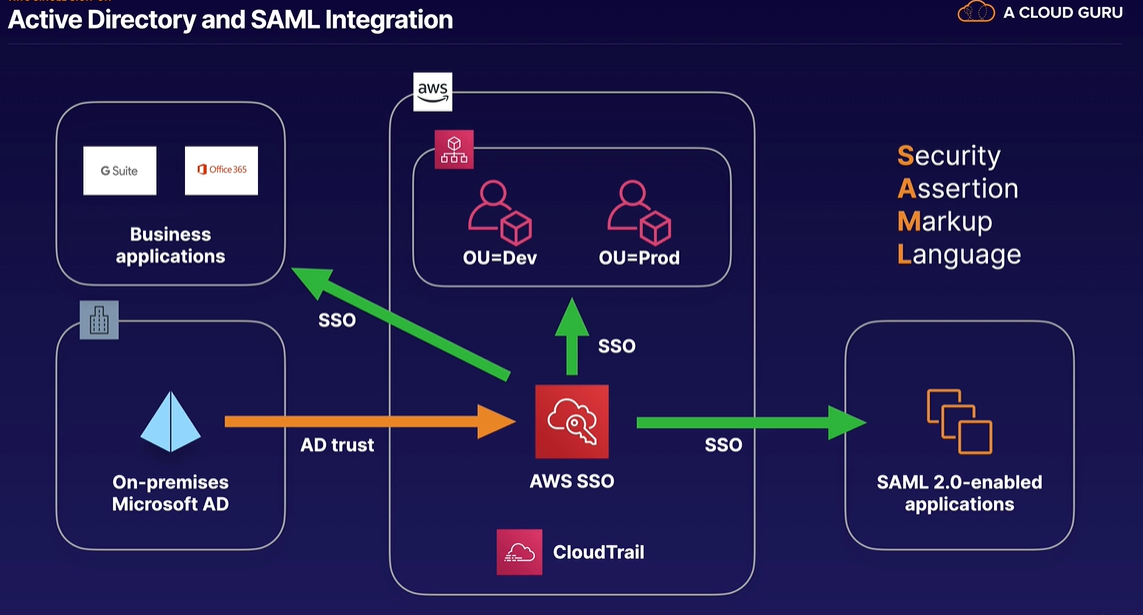 Active Directory and SAML Integration
A CLOUD GURU
aws
G Suite
Office 365
Business
applications
OU=Dev
OU=Prod
Security
Assertion
Markup
Language
SSO
SSO
AD trust
SSO
On-premises
Microsoft AD
AWS SSO
SAML 2.0-enabled
applications
CloudTrail